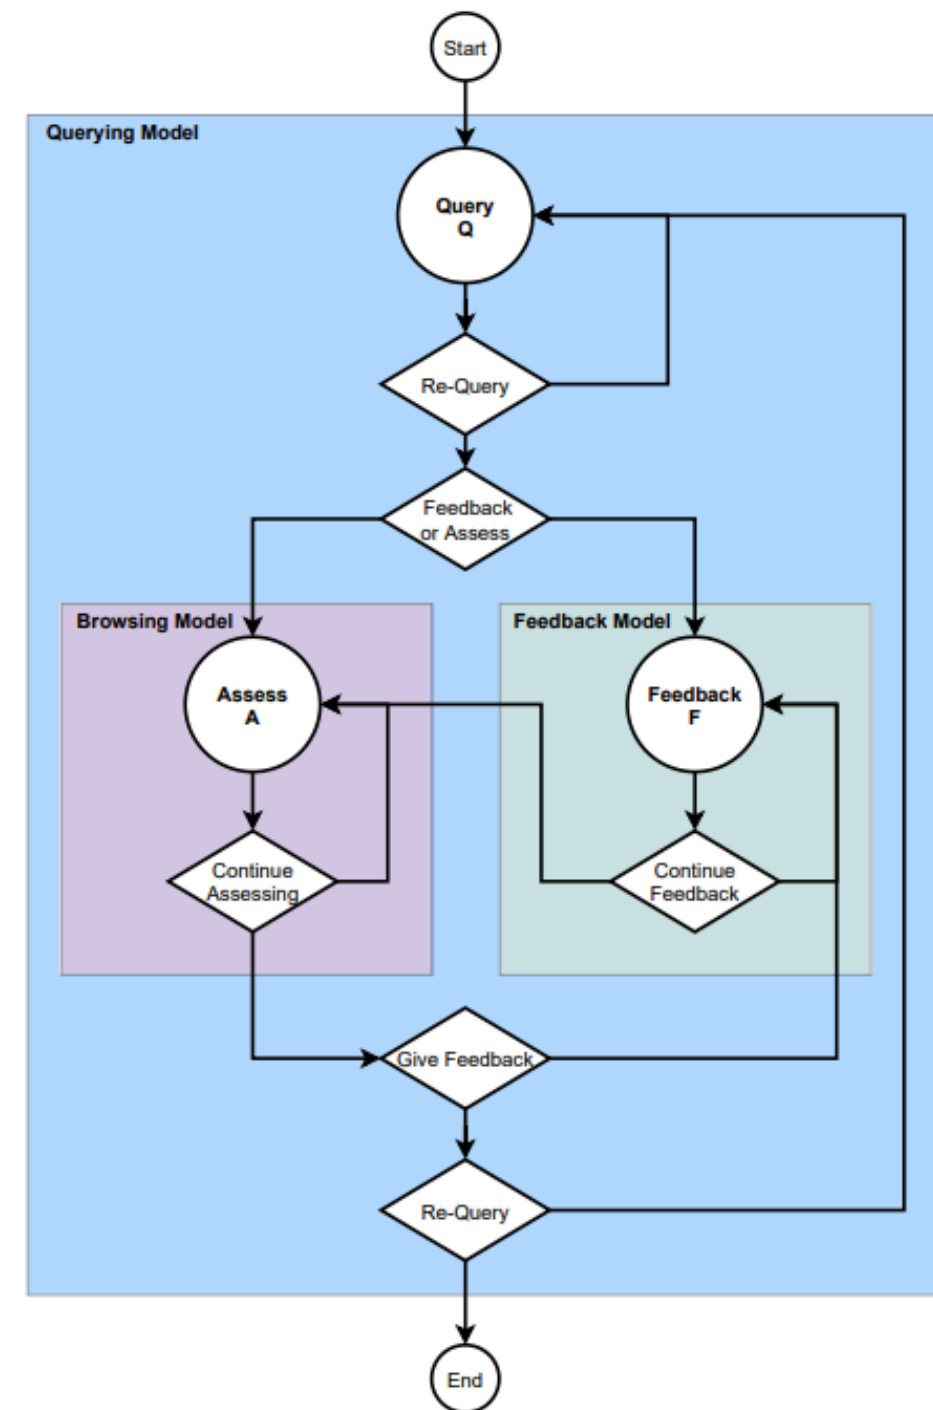 Start
Querying Model
Query
Q
Re-Query
Feedback
or Assess
Browsing Model
Feedback Model
Assess
A
Feedback
F
Continue
Assessing
Continue
Feedback
Give Feedback
Re-Query
End